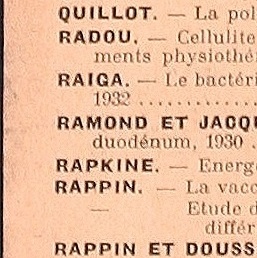 QUILLOT. — La pol
RADOU. — Cellulite
ments physiothé
RAIGA. — Le bactéri
1932 ..........
RAMOND ET JACQU
duodénum, 1930 .
RAPKINE. — Energ
RAPPIN. — La vacc
— Etude d
différ
RAPPIN ET DOUSS